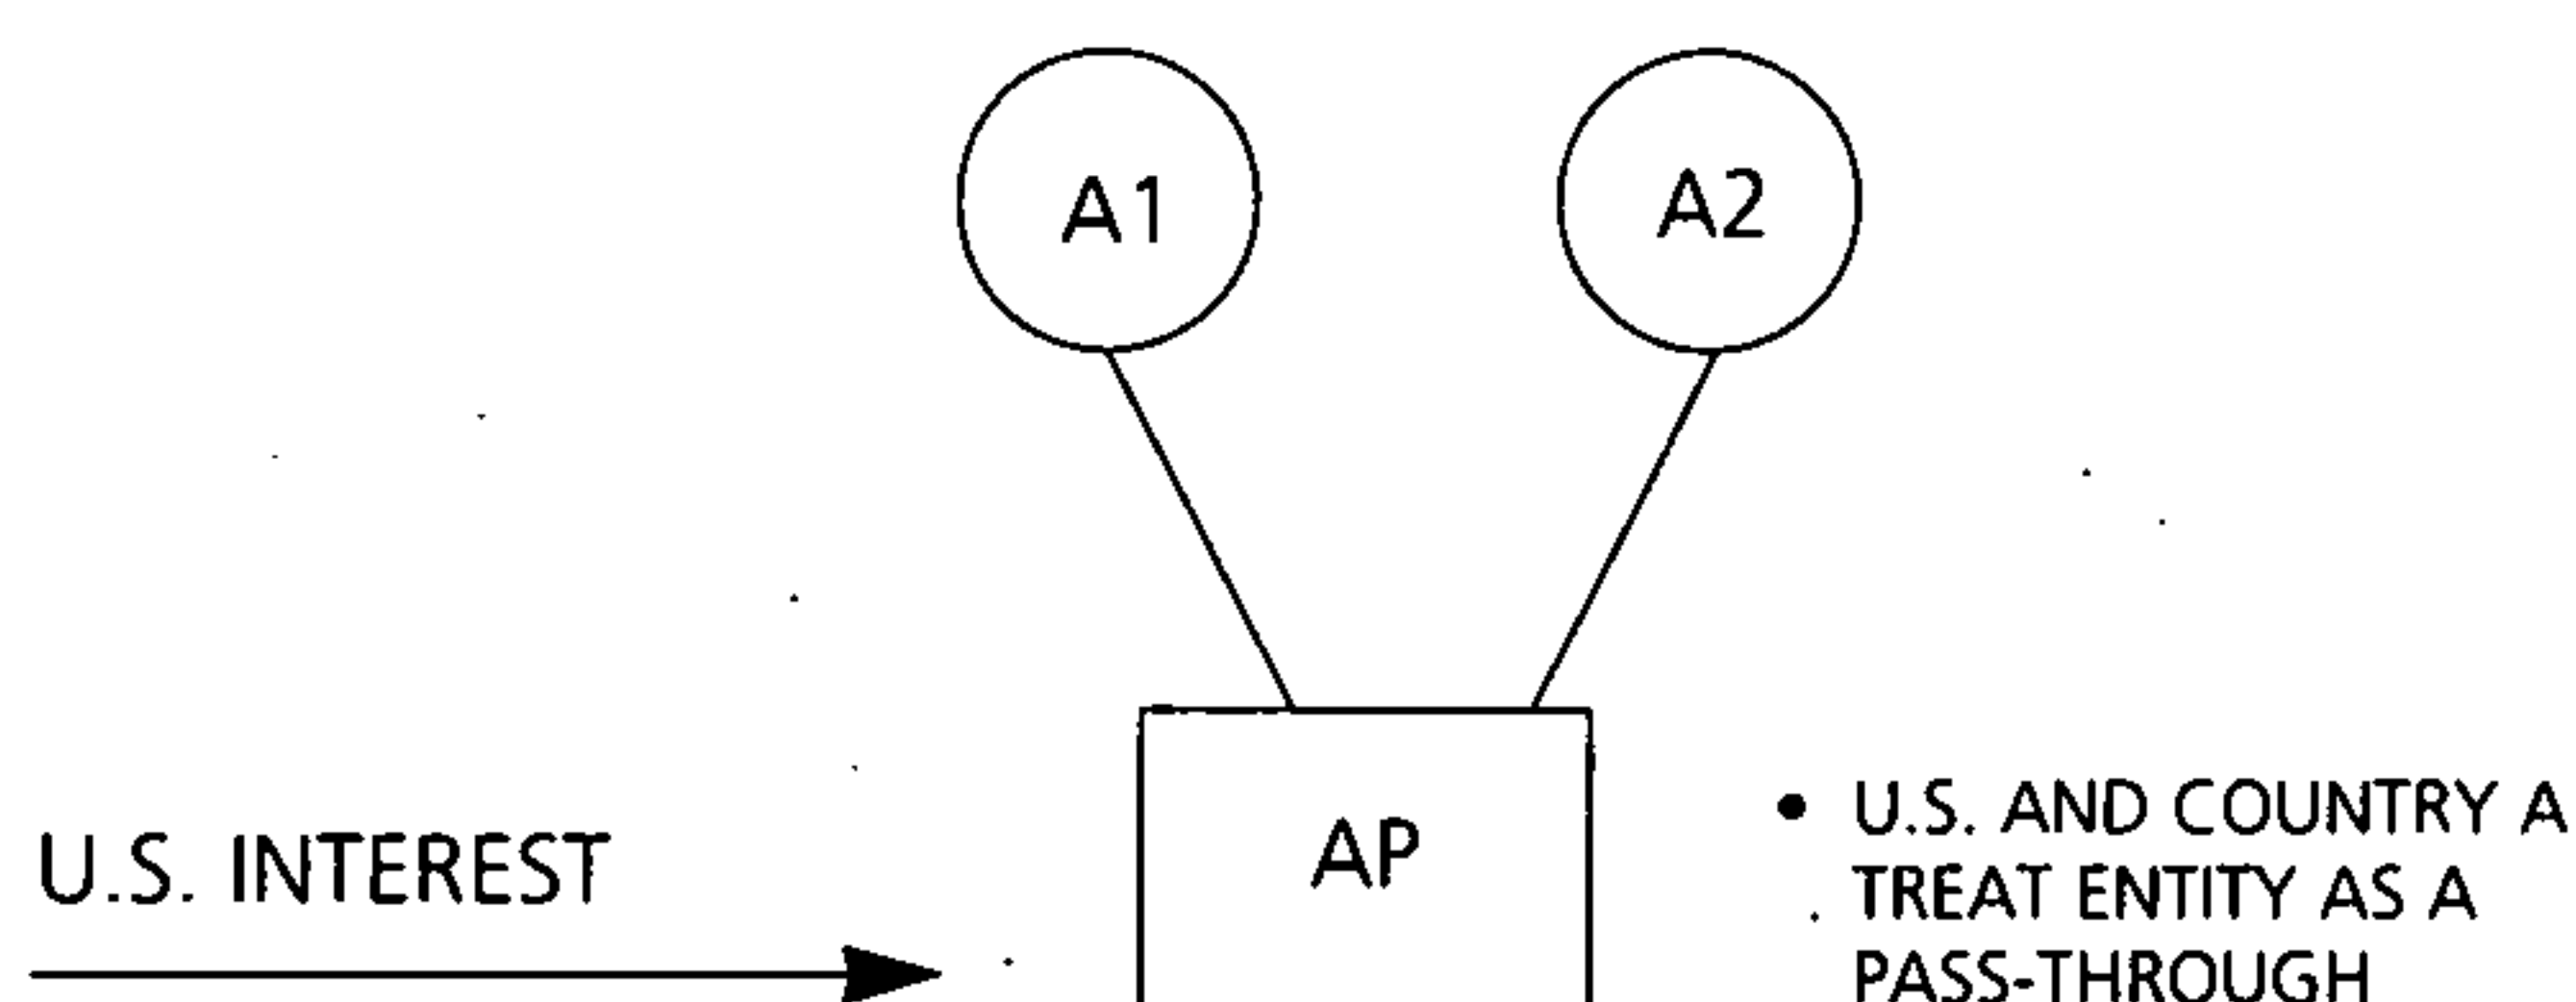 A1
A2
AP
U.S. INTEREST
• U.S. AND COUNTRY A
TREAT ENTITY AS A
PASS-THROUGH